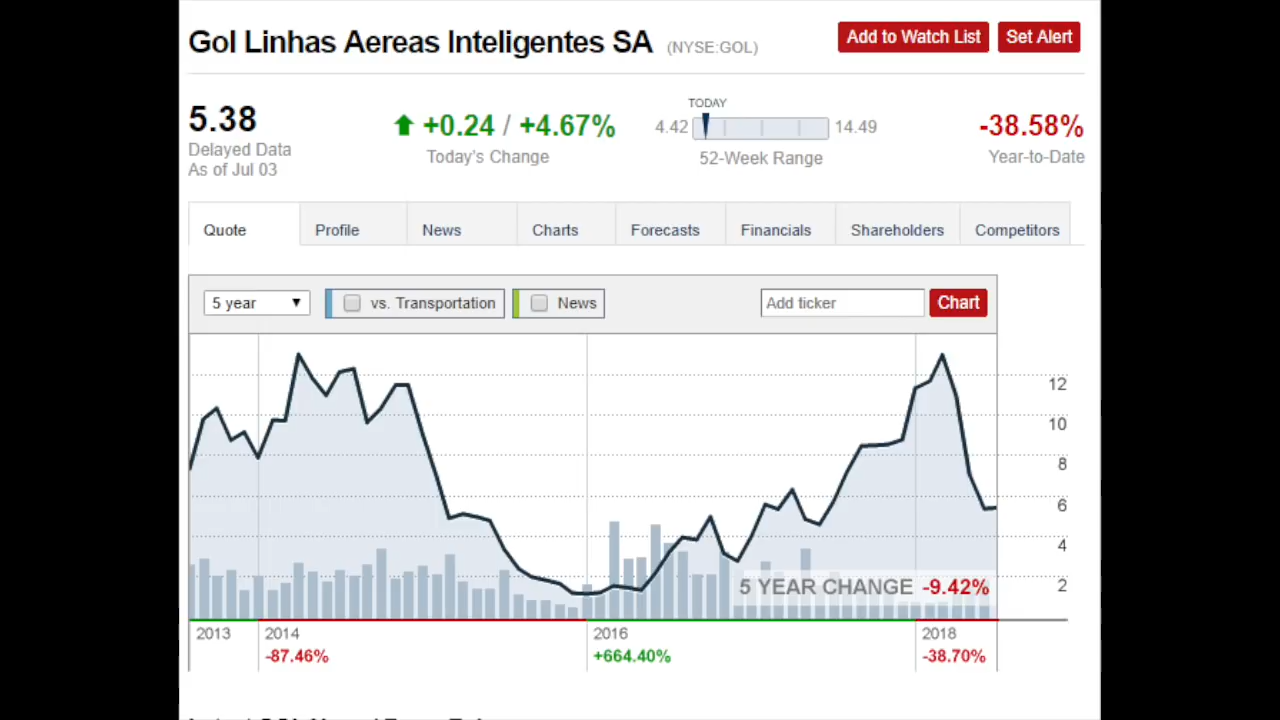 Gol Linhas Aereas Inteligentes SA (NYSE:GOL)
Add to Watch List
Set Alert
5.38
Delayed Data
As of Jul 03
+0.24 / +4.67%
Today's Change
TODAY
4.42
14.49
52-Week Range
-38.58%
Year-to-Date
Quote
Profile
News
Charts
Forecasts
Financials
Shareholders
Competitors
5 year
vs. Transportation
News
Add ticker
Chart
12
10
8
6
4
2
5 YEAR CHANGE -9.42%
2013
2014
2016
2018
-87.46%
+664.40%
-38.70%